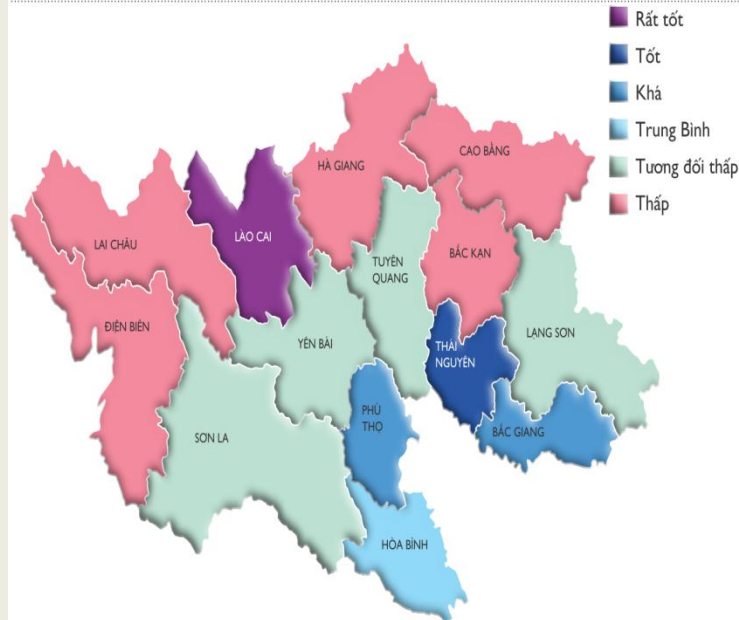 Rất tốt
Tốt
Khá
Trung Bình
Tương đối thấp
Thấp
HÀ GIANG
CAO BẰNG
LAI CHÂU
LÀO CAI
TUYÊN
QUANG
BẮC KẠN
ĐIỆN BIÊN
YÊN BÁI
THÁI
NGUYÊN
LẠNG SƠN
SƠN LA
PHÚ
THỌ
BẮC GIANG
HÒA BÌNH